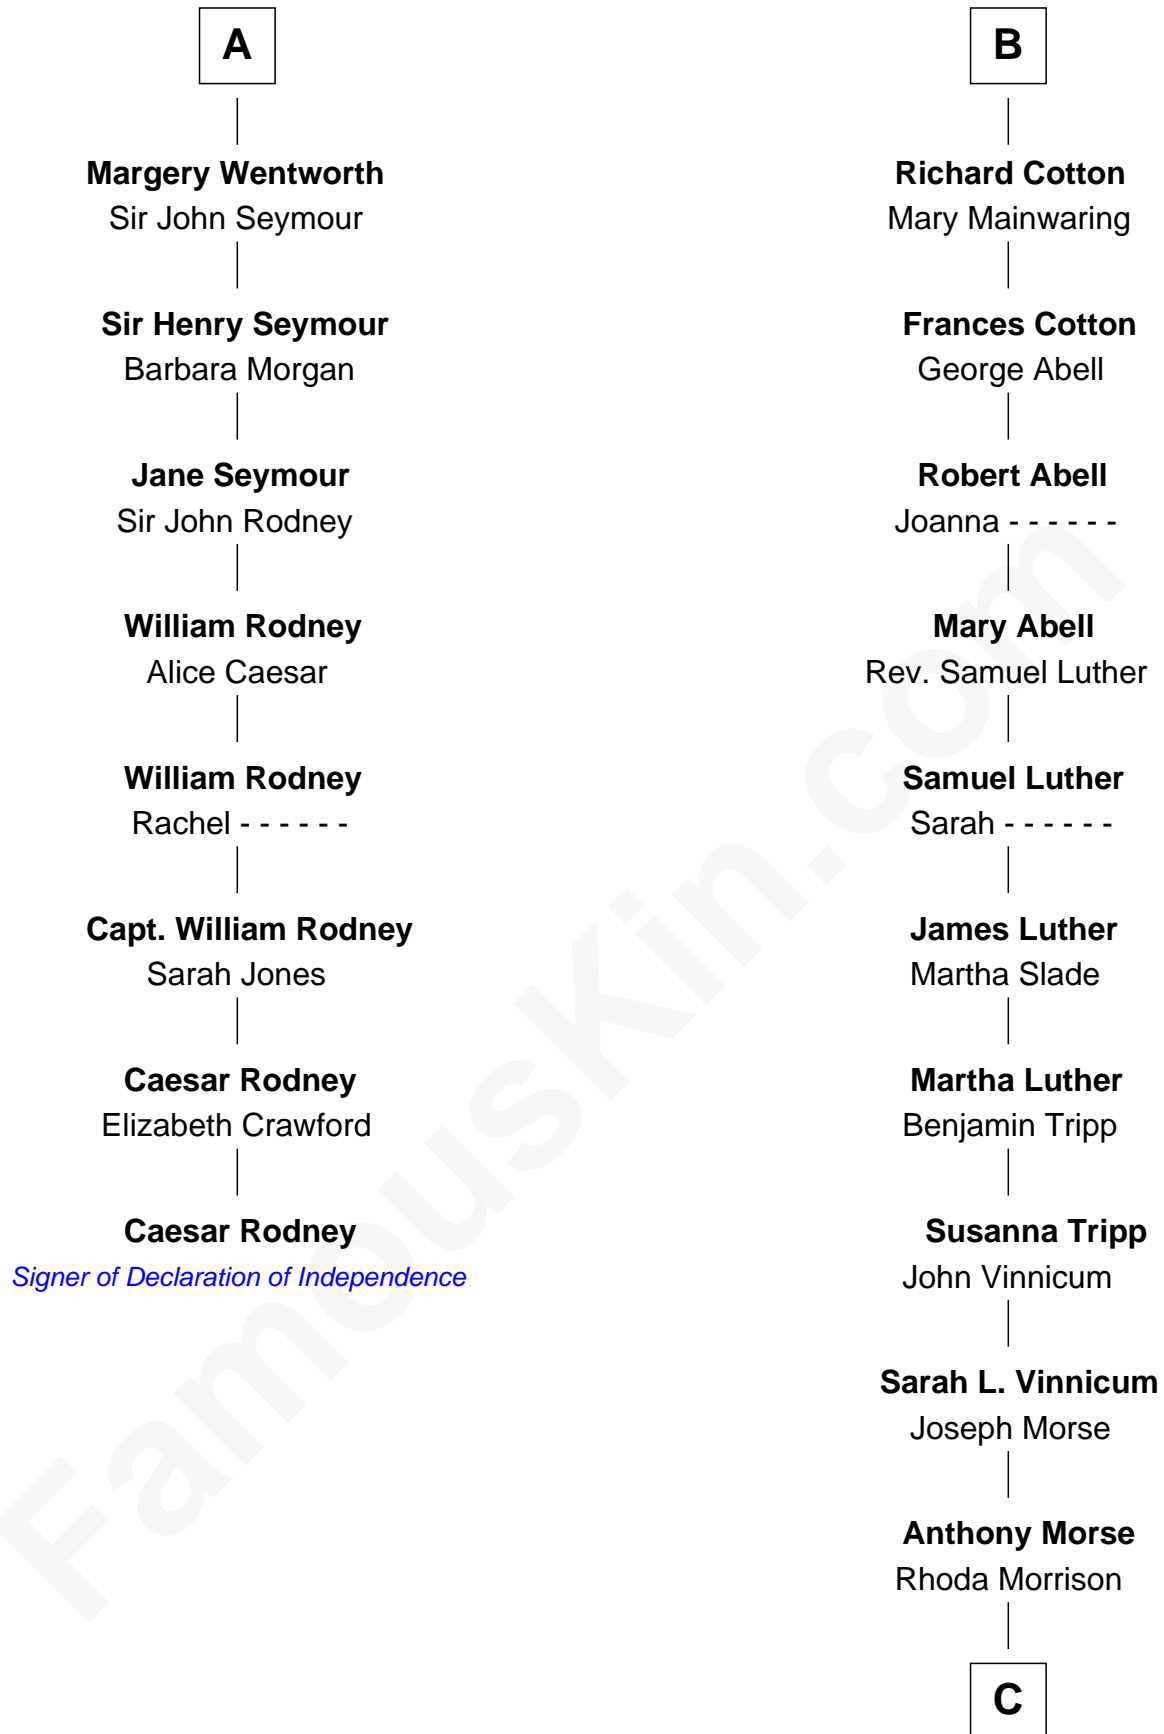 A
Margery Wentworth
Sir John Seymour
Sir Henry Seymour
Barbara Morgan
Jane Seymour
Sir John Rodney
William Rodney
Alice Caesar
William Rodney
Rachel - - - - - -
Capt. William Rodney
Sarah Jones
Caesar Rodney
Elizabeth Crawford
Caesar Rodney
Signer of Declaration of Independence
B
Richard Cotton
Mary Mainwaring
Frances Cotton
George Abell
Robert Abell
Joanna - - - - - -
Mary Abell
Rev. Samuel Luther
Samuel Luther
Sarah - - - - - -
James Luther
Martha Slade
Martha Luther
Benjamin Tripp
Susanna Tripp
John Vinnicum
Sarah L. Vinnicum
Joseph Morse
Anthony Morse
Rhoda Morrison
C
FamousKin.com